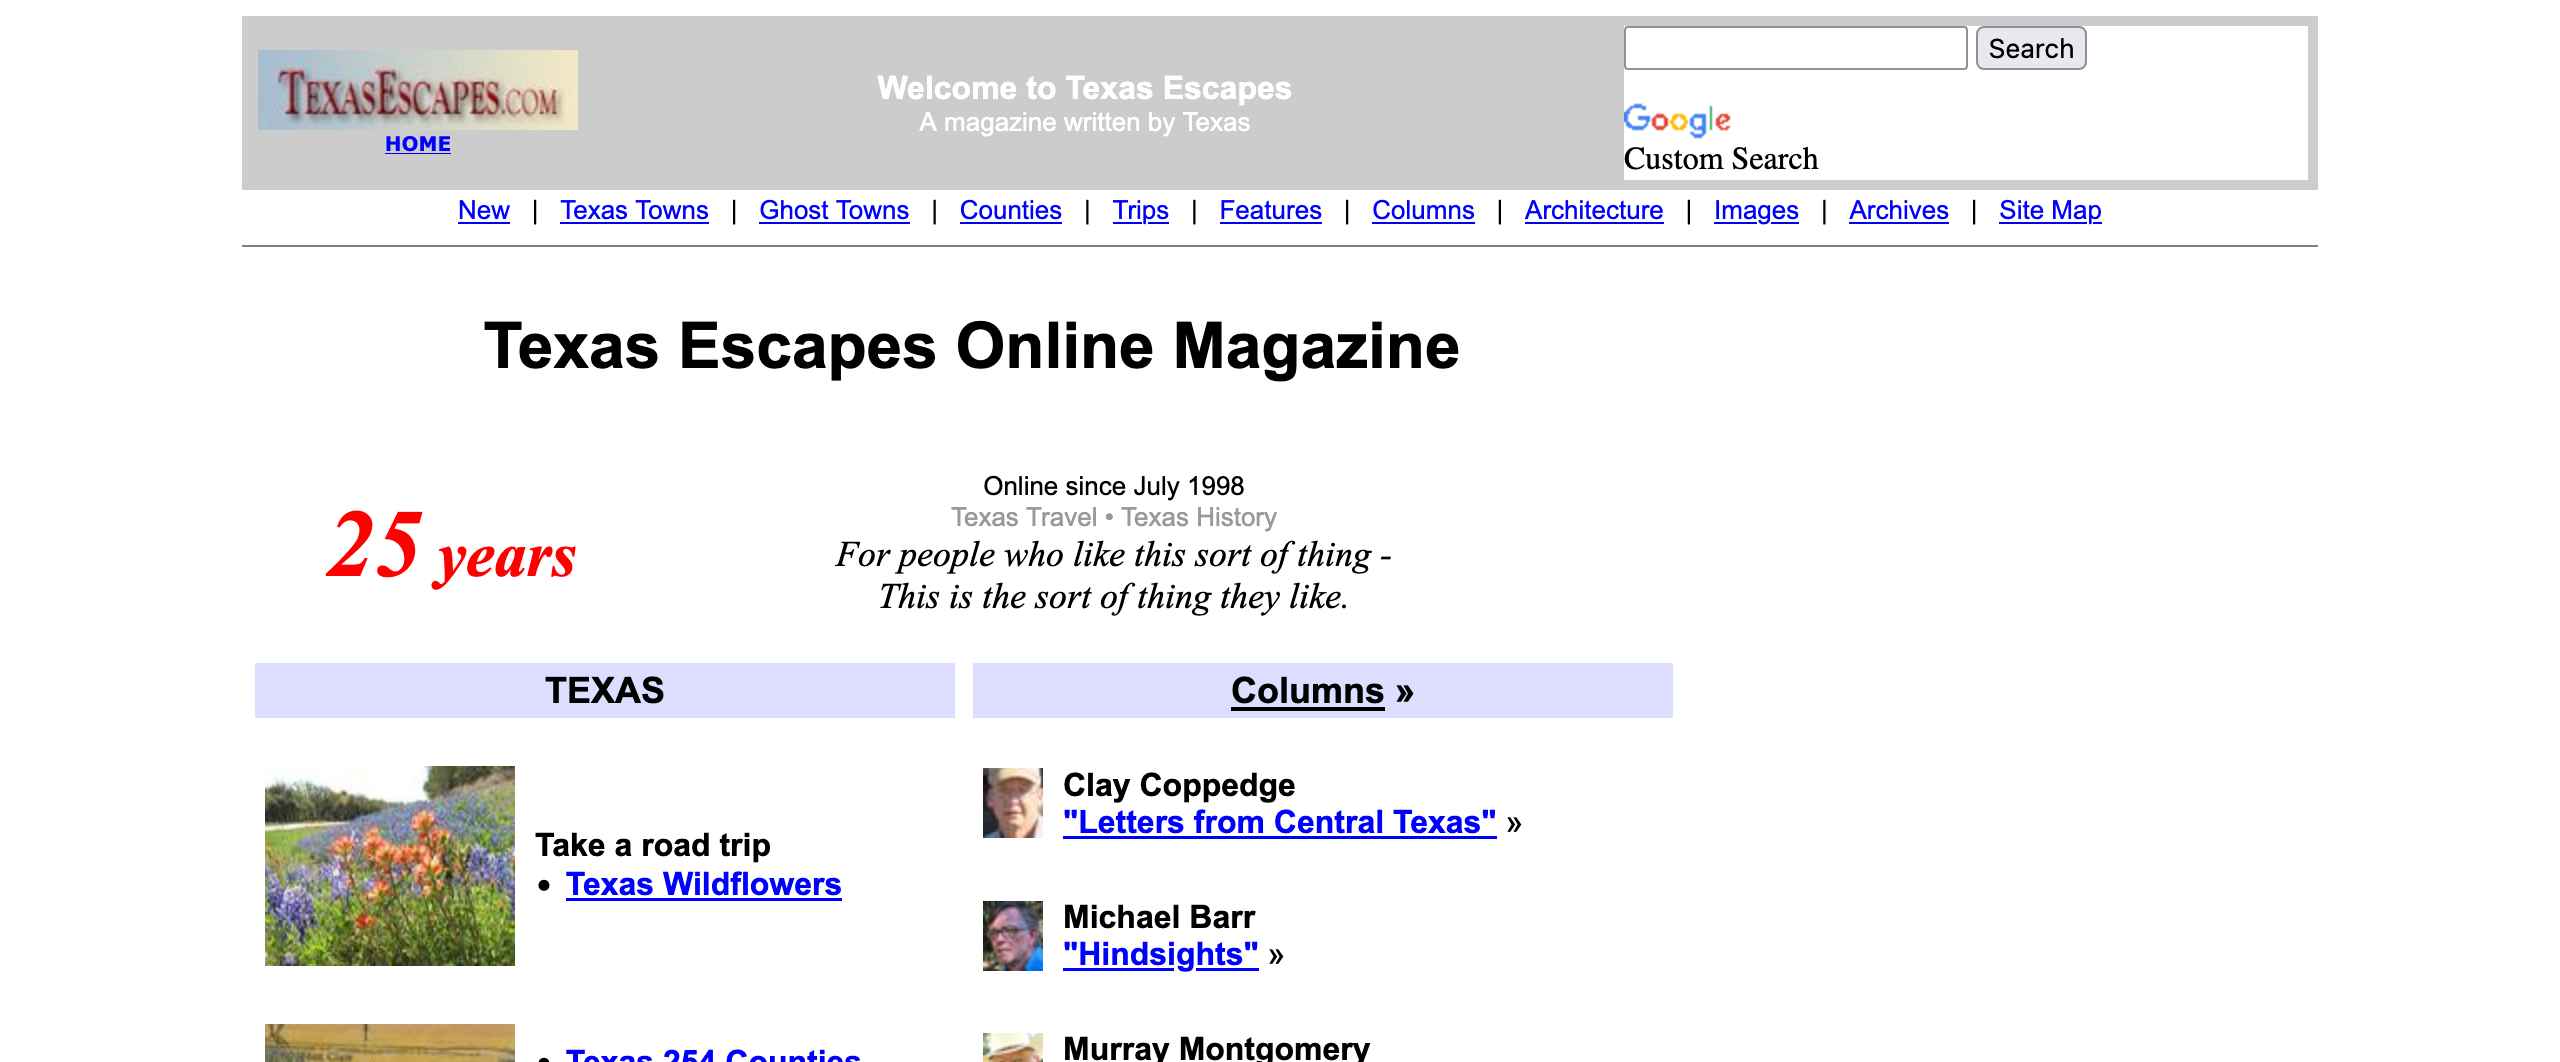 TEXASESCAPES.COM
HOME
Welcome to Texas Escapes
A magazine written by Texas
Search
Google
Custom Search
New | Texas Towns | Ghost Towns | Counties | Trips | Features | Columns | Architecture | Images | Archives | Site Map
Texas Escapes Online Magazine
25 years
Online since July 1998
Texas Travel • Texas History
For people who like this sort of thing -
This is the sort of thing they like.
TEXAS
Take a road trip
• Texas Wildflowers
• Texas 254 Counties
Columns »
Clay Coppedge
"Letters from Central Texas" »
Michael Barr
"Hindsights" »
Murray Montgomery